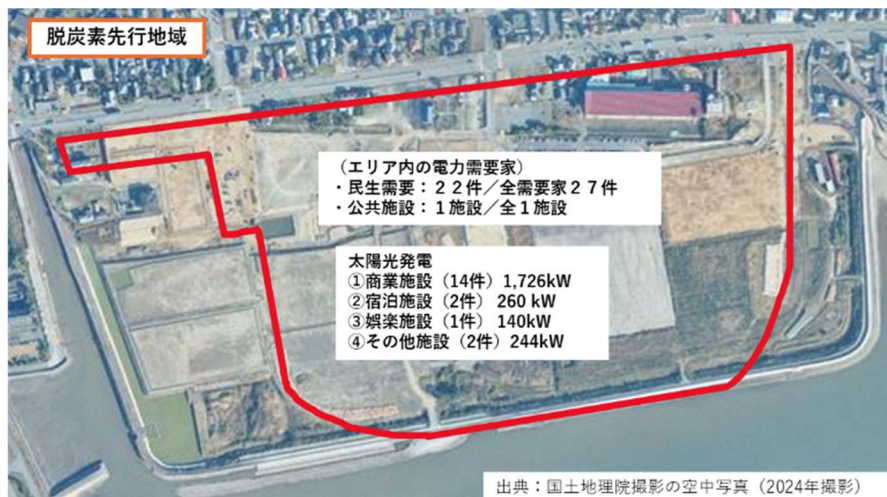 脱炭素先行地域
（エリア内の電力需要家）
・民生需要：２２件／全需要家２７件
・公共施設：１施設／全１施設
太陽光発電
①商業施設（14件）1,726kW
②宿泊施設（2件） 260 kW
③娯楽施設（1件） 140kW
④その他施設（2件）244kW
出典：国土地理院撮影の空中写真（2024年撮影）